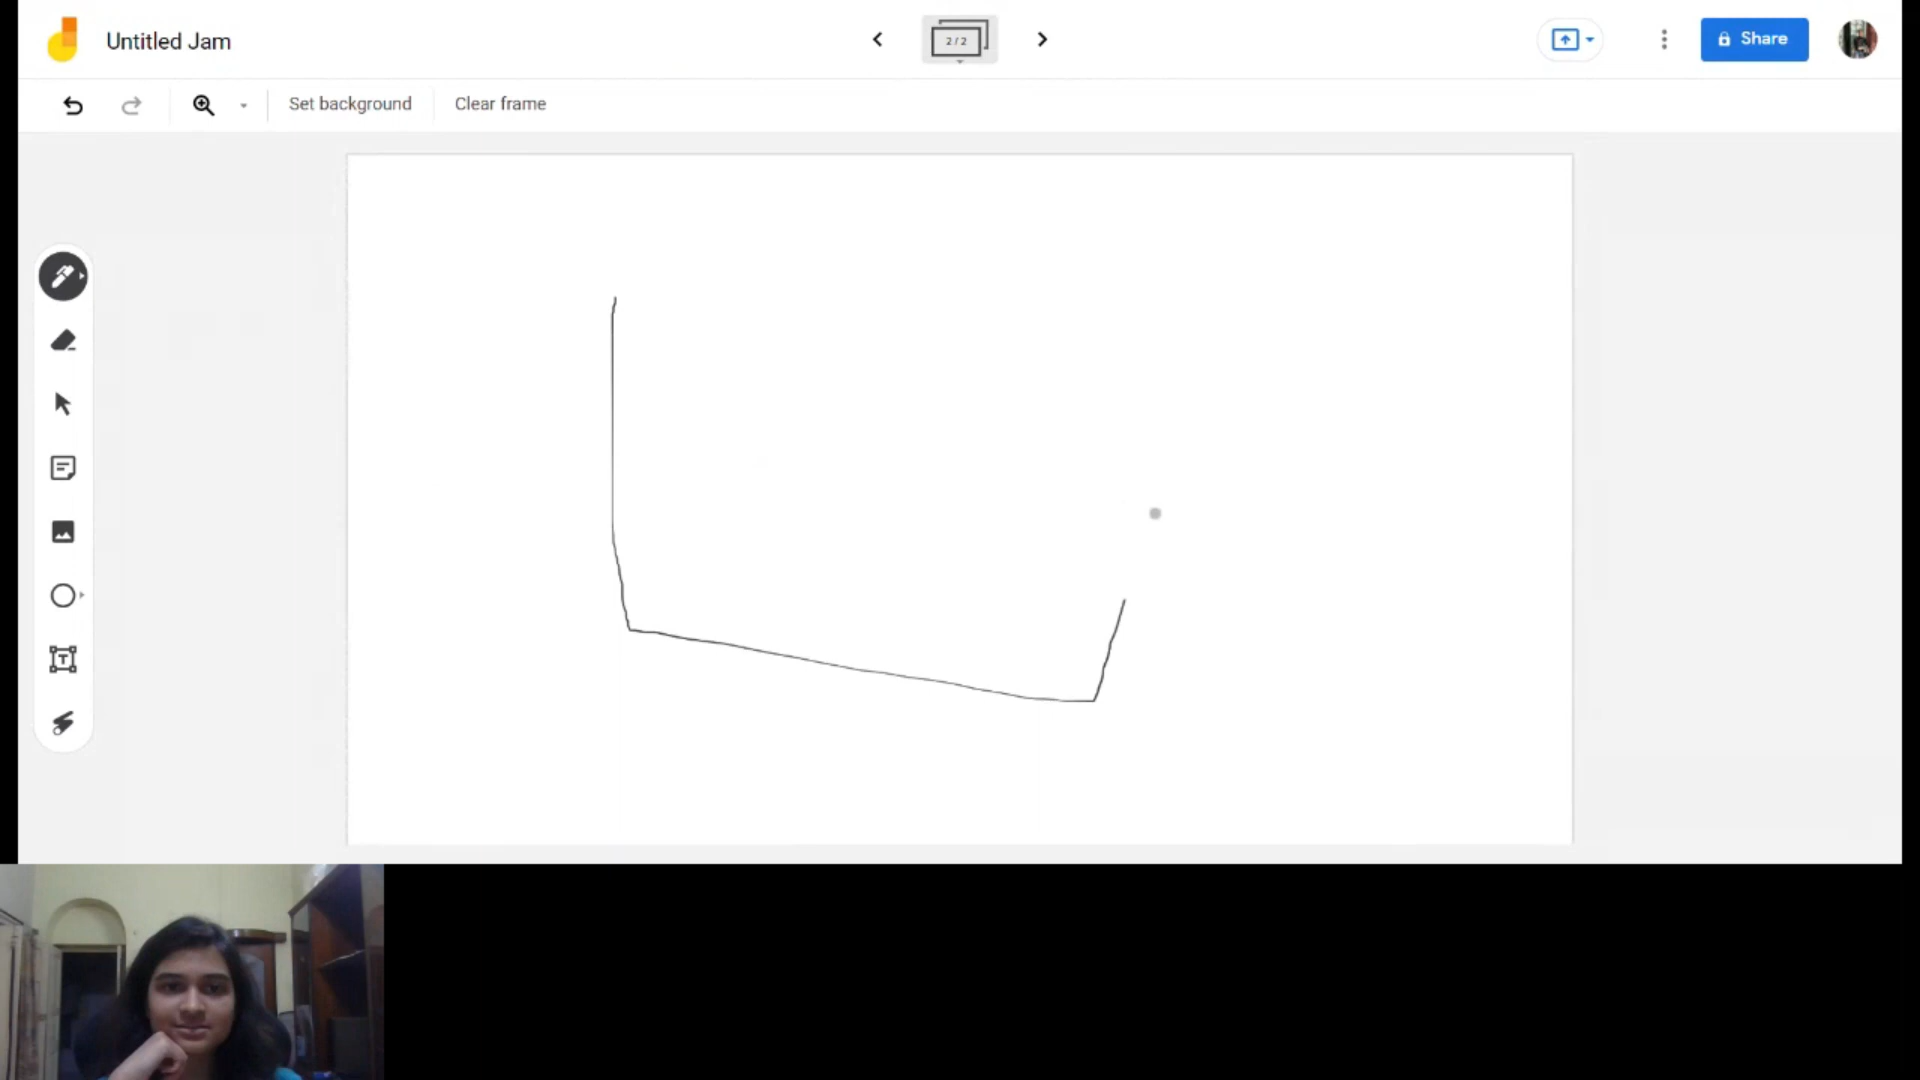 Untitled Jam
2 / 2
Share
Set background
Clear frame
T